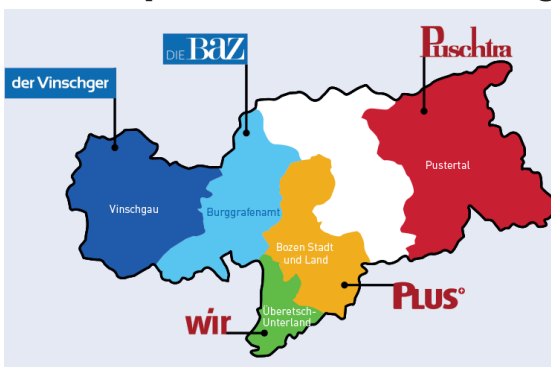 DIE BAZ
Puschtra
der Vinschger
Pustertal
Vinschgau
Burggrafenamt
Bozen Stadt
und Land
PLUS+
Überetsch-
Unterland
wir